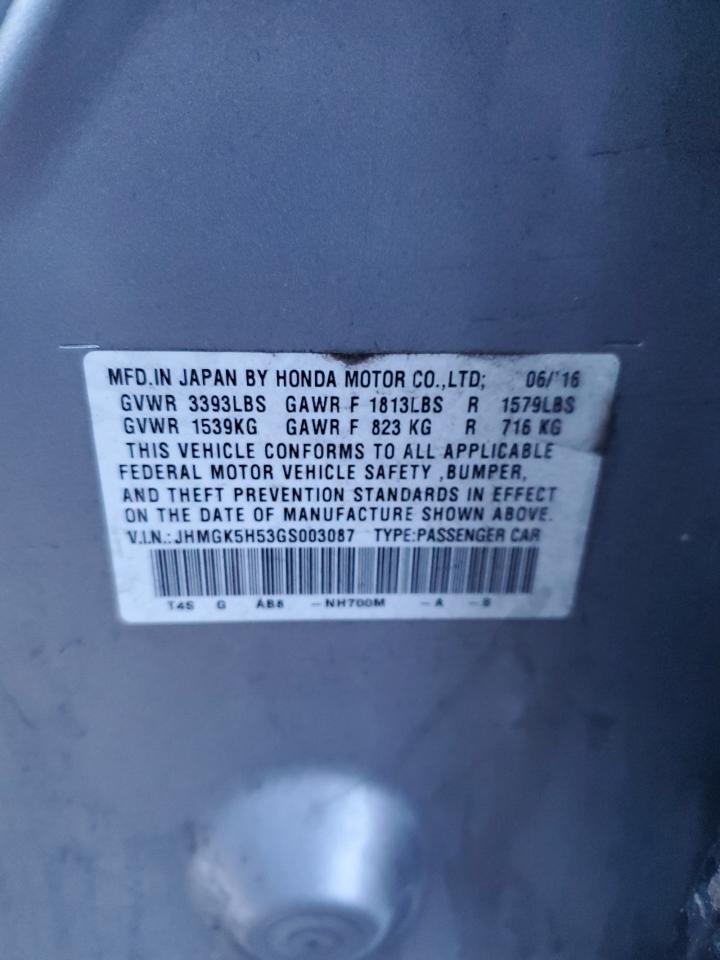 MFD.IN JAPAN BY HONDA MOTOR CO.,LTD; 06/'16
GVWR 3393LBS GAWR F 1813LBS R 1579LBS
GVWR 1539KG GAWR F 823 KG R 716 KG
THIS VEHICLE CONFORMS TO ALL APPLICABLE
FEDERAL MOTOR VEHICLE SAFETY ,BUMPER,
AND THEFT PREVENTION STANDARDS IN EFFECT
ON THE DATE OF MANUFACTURE SHOWN ABOVE.
V.I.N.:JHMGK5H53GS003087 TYPE:PASSENGER CAR
T4S G AB8 -NH700M -A -